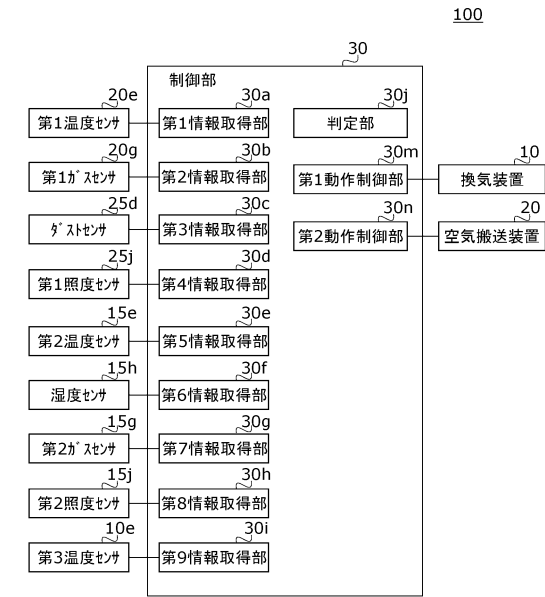 100
30
制御部
20e
30a
30j
第1温度センサ
第1情報取得部
判定部
20g
30b
30m
10
第1ガスセンサ
第2情報取得部
第1動作制御部
換気装置
25d
30c
30n
20
ダストセンサ
第3情報取得部
第2動作制御部
空気搬送装置
25j
30d
第1照度センサ
第4情報取得部
15e
30e
第2温度センサ
第5情報取得部
15h
30f
湿度センサ
第6情報取得部
15g
30g
第2ガスセンサ
第7情報取得部
15j
30h
第2照度センサ
第8情報取得部
10e
30i
第3温度センサ
第9情報取得部